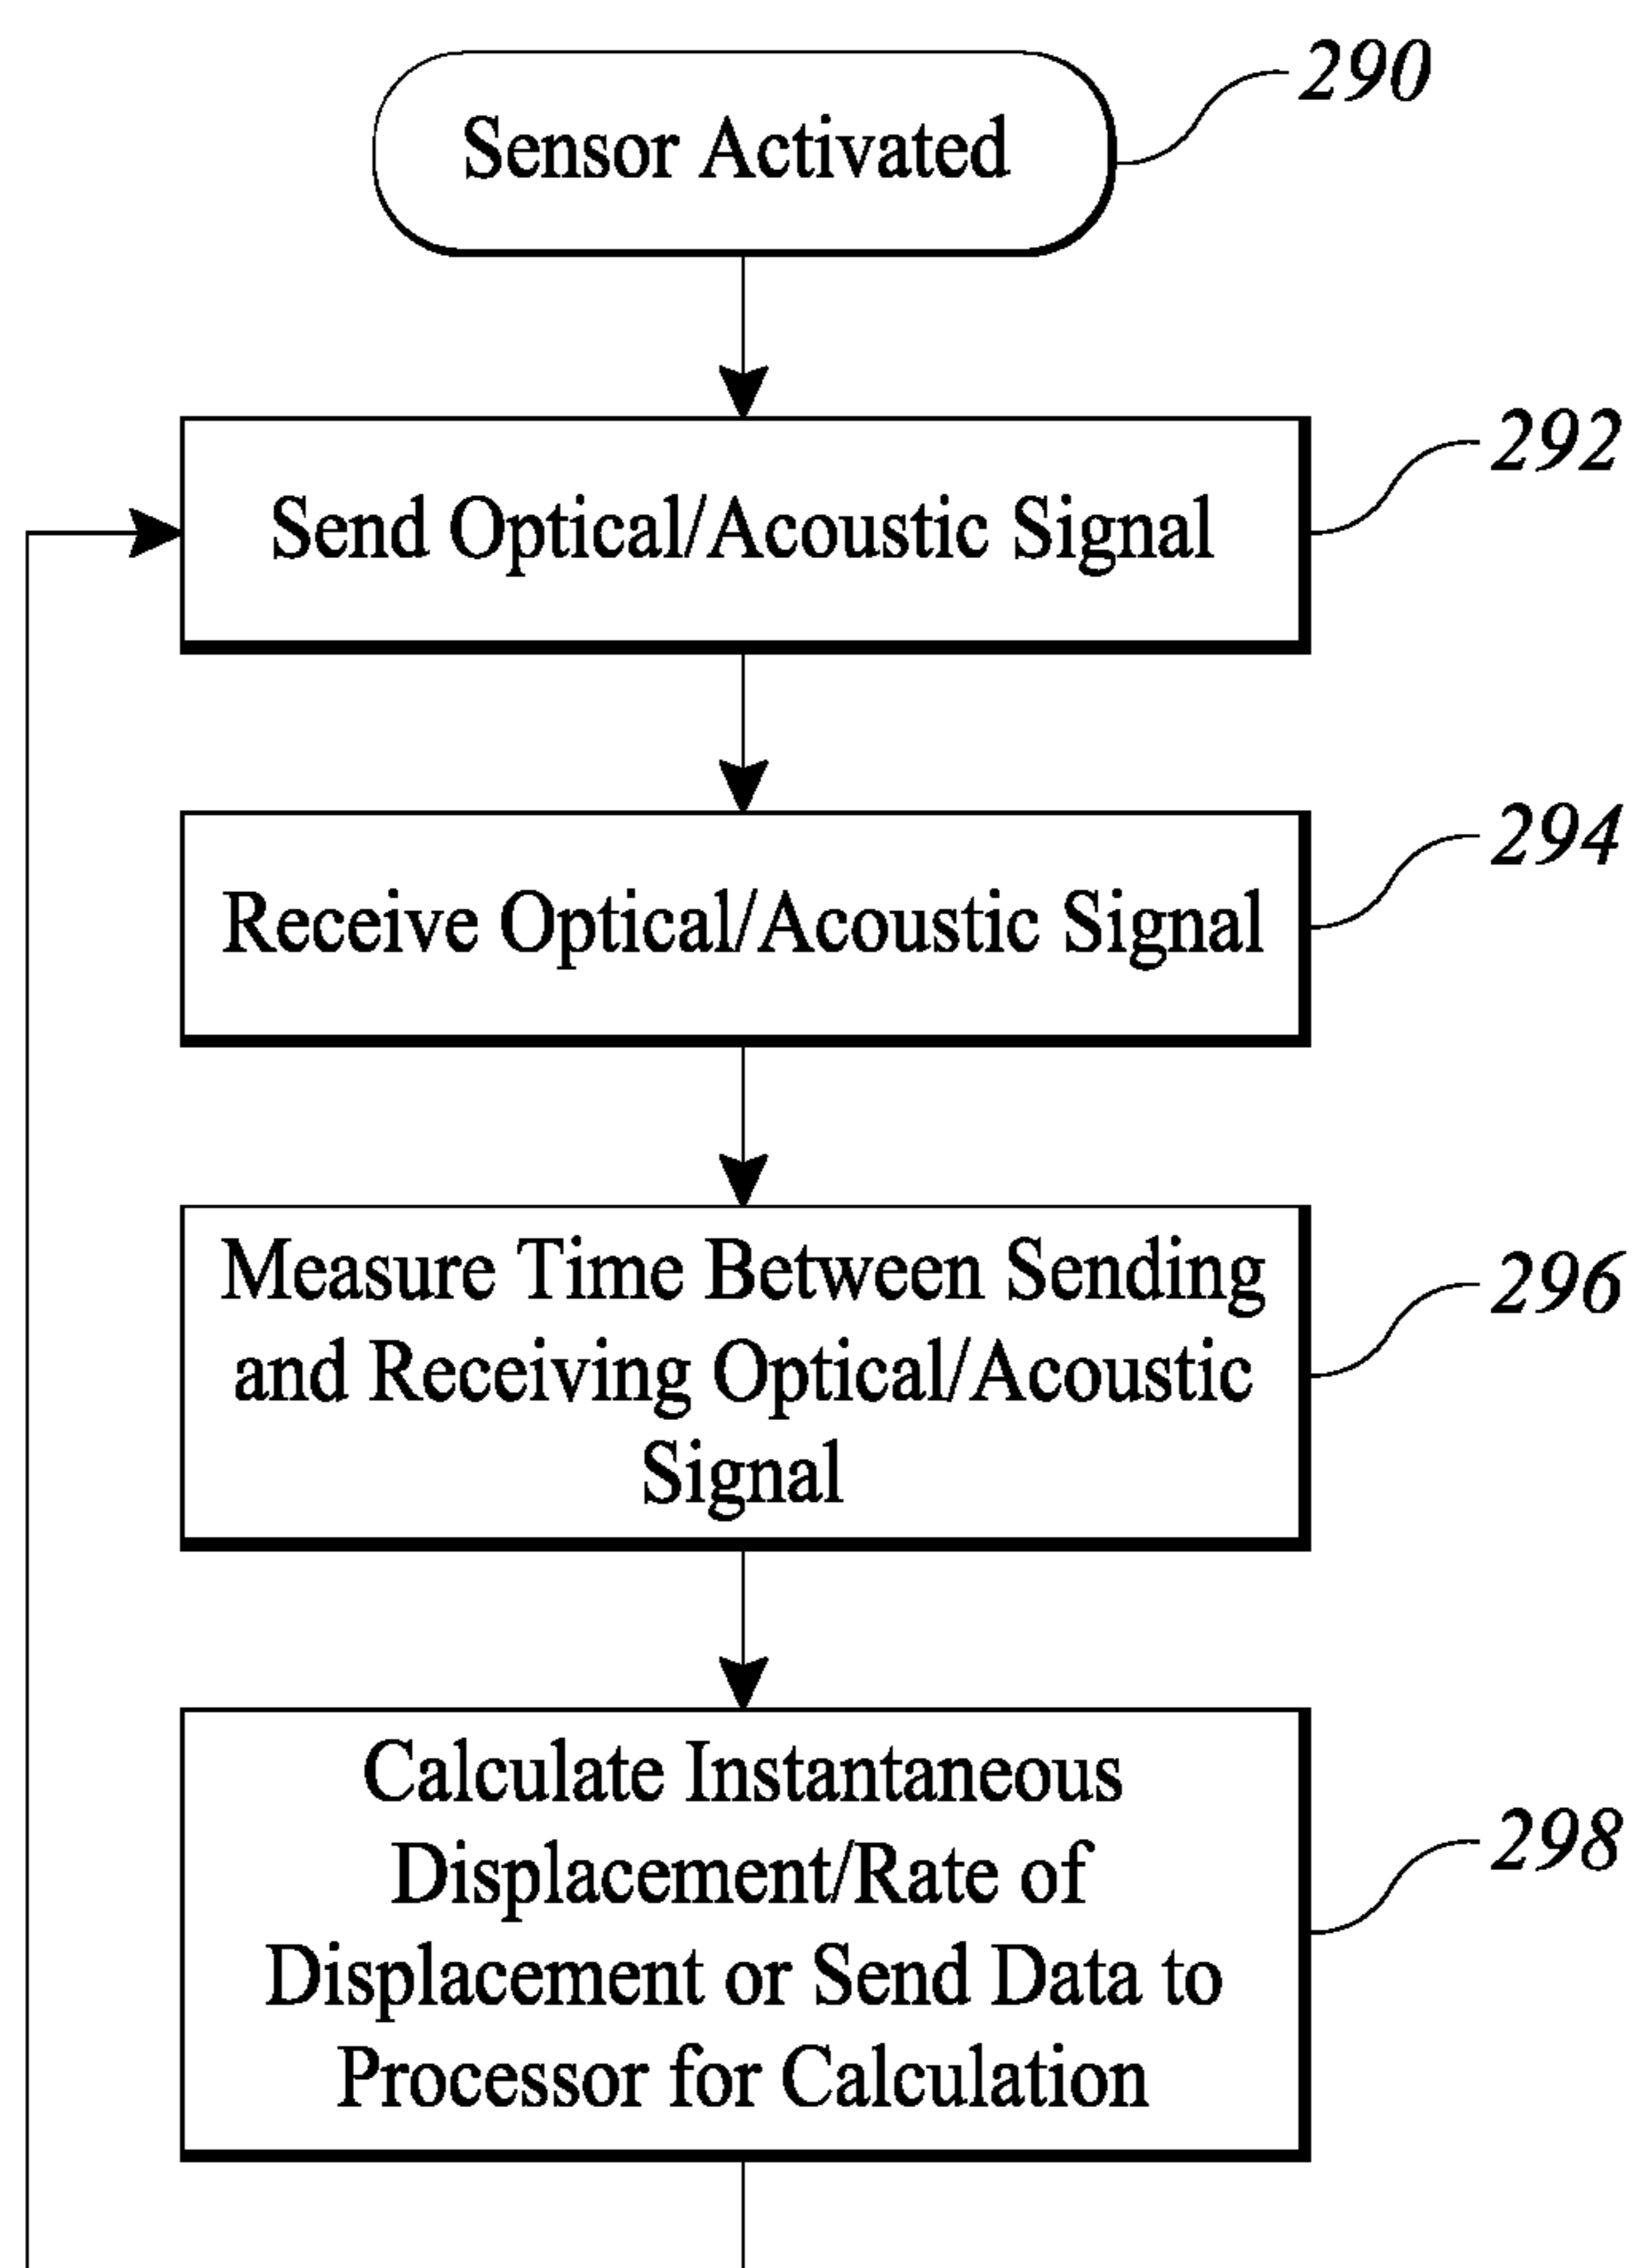 290
Sensor Activated
292
Send Optical/Acoustic Signal
294
Receive Optical/Acoustic Signal
296
Measure Time Between Sending
and Receiving Optical/Acoustic
Signal
298
Calculate Instantaneous
Displacement/Rate of
Displacement or Send Data to
Processor for Calculation